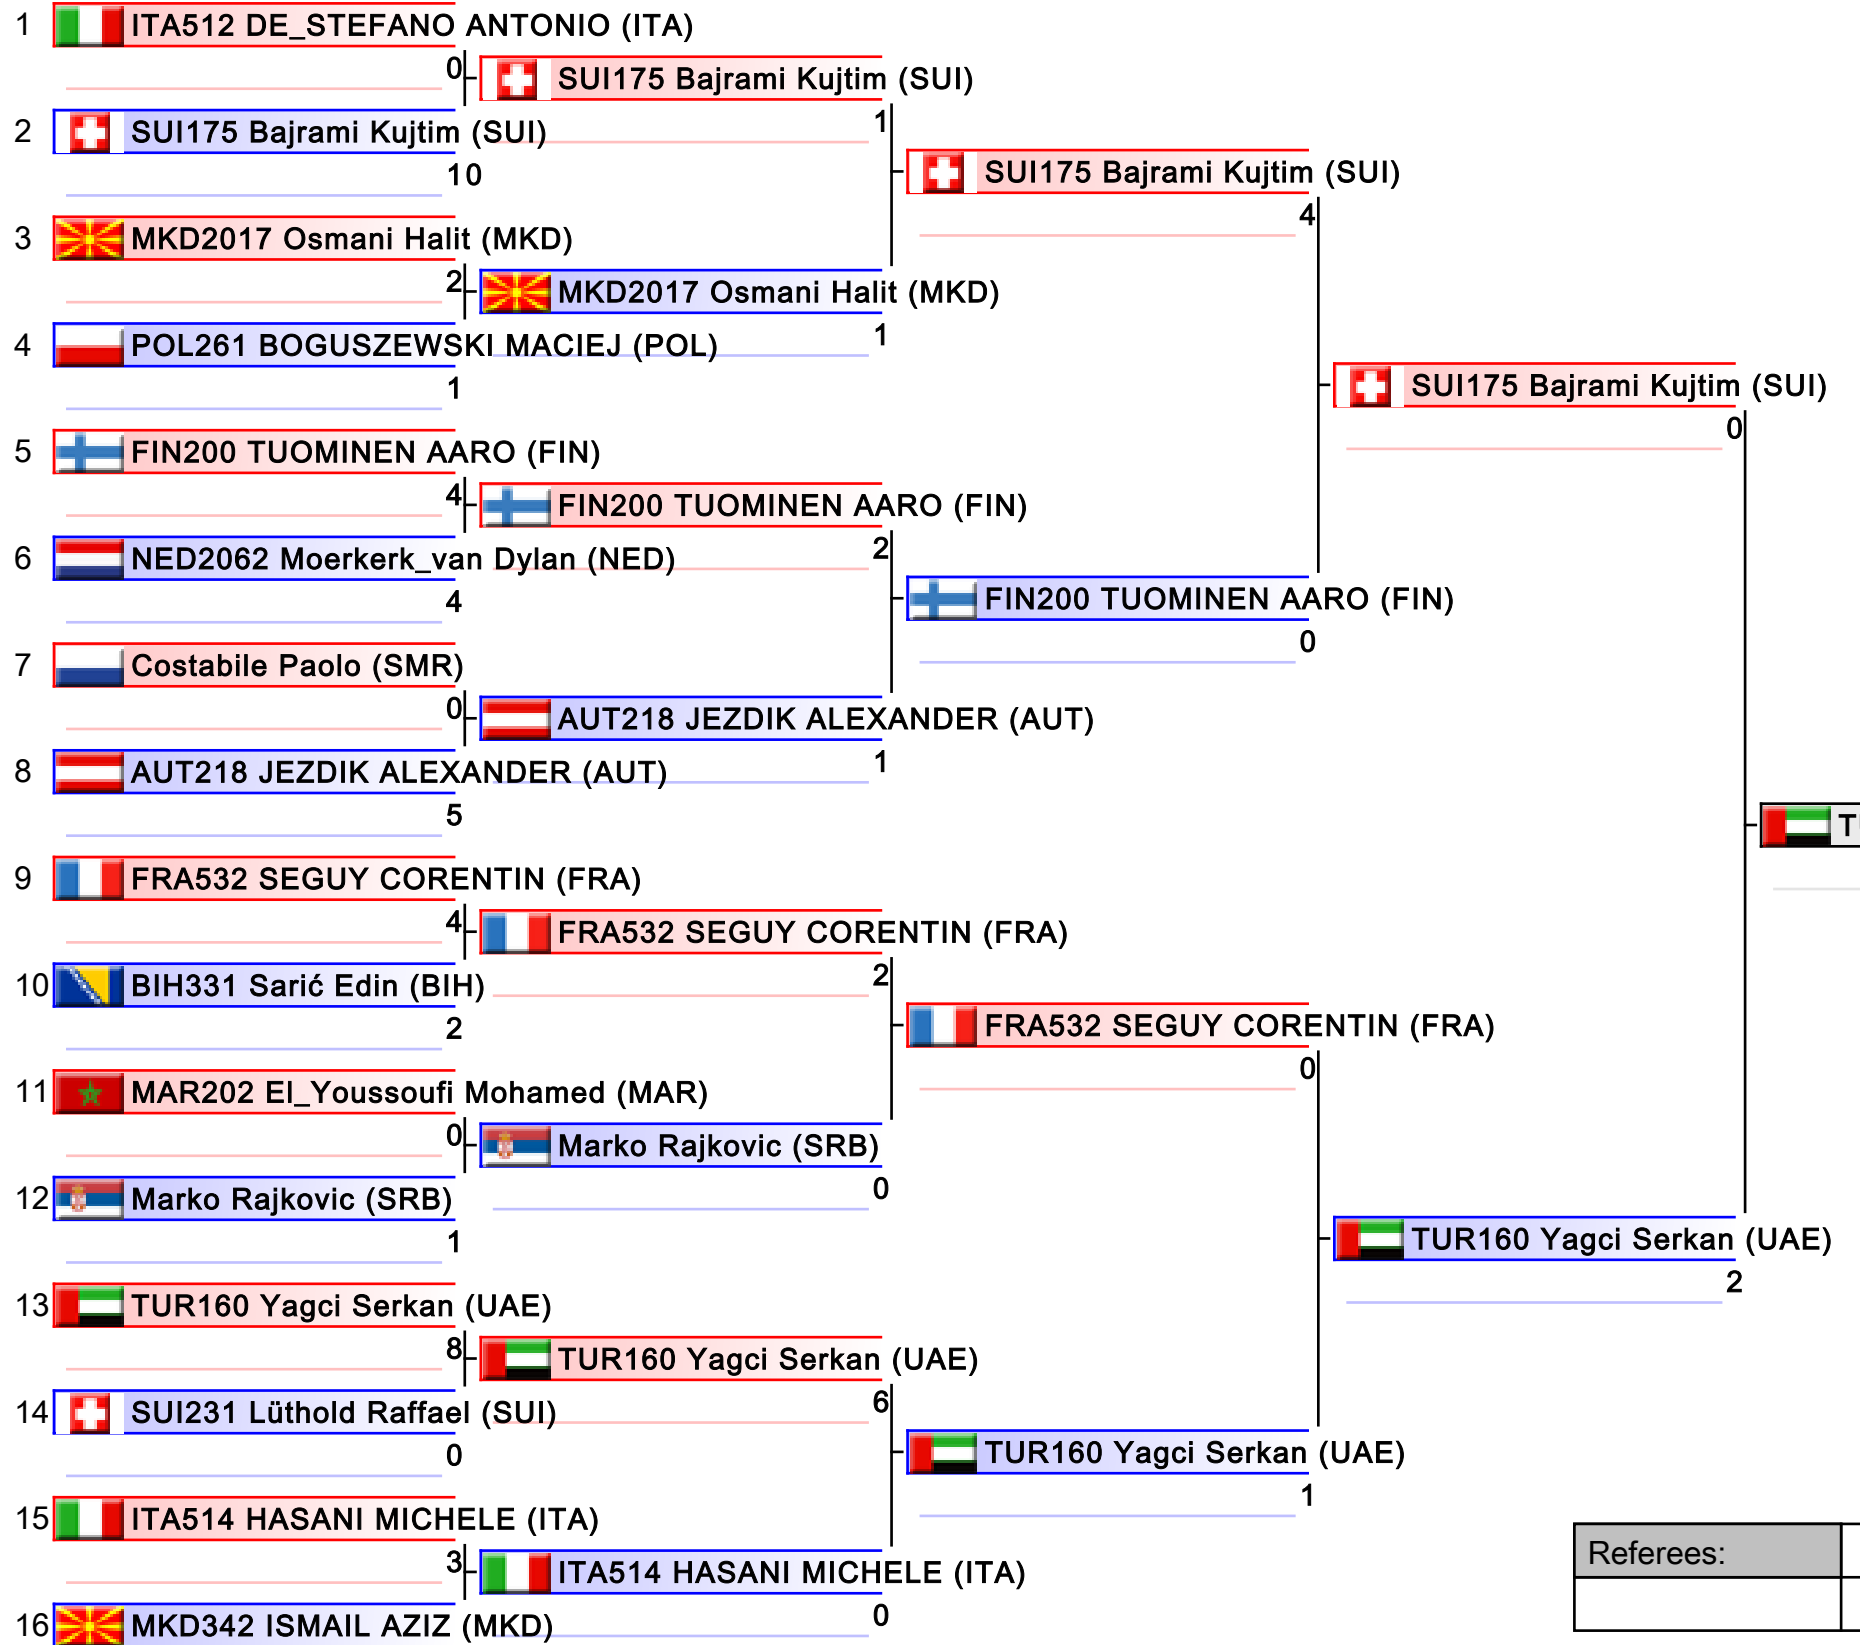 1 ITA512 DE_STEFANO ANTONIO (ITA)
0
SUI175 Bajrami Kujtim (SUI)
1
2 SUI175 Bajrami Kujtim (SUI)
10
SUI175 Bajrami Kujtim (SUI)
4
3 MKD2017 Osmani Halit (MKD)
2
MKD2017 Osmani Halit (MKD)
1
4 POL261 BOGUSZEWSKI MACIEJ (POL)
1
SUI175 Bajrami Kujtim (SUI)
0
5 FIN200 TUOMINEN AARO (FIN)
4
FIN200 TUOMINEN AARO (FIN)
2
6 NED2062 Moerkerk_van Dylan (NED)
4
FIN200 TUOMINEN AARO (FIN)
0
7 Costabile Paolo (SMR)
0
AUT218 JEZDIK ALEXANDER (AUT)
1
8 AUT218 JEZDIK ALEXANDER (AUT)
5
9 FRA532 SEGUY CORENTIN (FRA)
4
FRA532 SEGUY CORENTIN (FRA)
2
10 BIH331 Sarić Edin (BIH)
2
FRA532 SEGUY CORENTIN (FRA)
0
11 MAR202 El_Youssoufi Mohamed (MAR)
0
Marko Rajkovic (SRB)
0
12 Marko Rajkovic (SRB)
1
TUR160 Yagci Serkan (UAE)
2
13 TUR160 Yagci Serkan (UAE)
8
TUR160 Yagci Serkan (UAE)
6
14 SUI231 Lüthold Raffael (SUI)
0
TUR160 Yagci Serkan (UAE)
1
15 ITA514 HASANI MICHELE (ITA)
3
ITA514 HASANI MICHELE (ITA)
0
16 MKD342 ISMAIL AZIZ (MKD)
Referees: